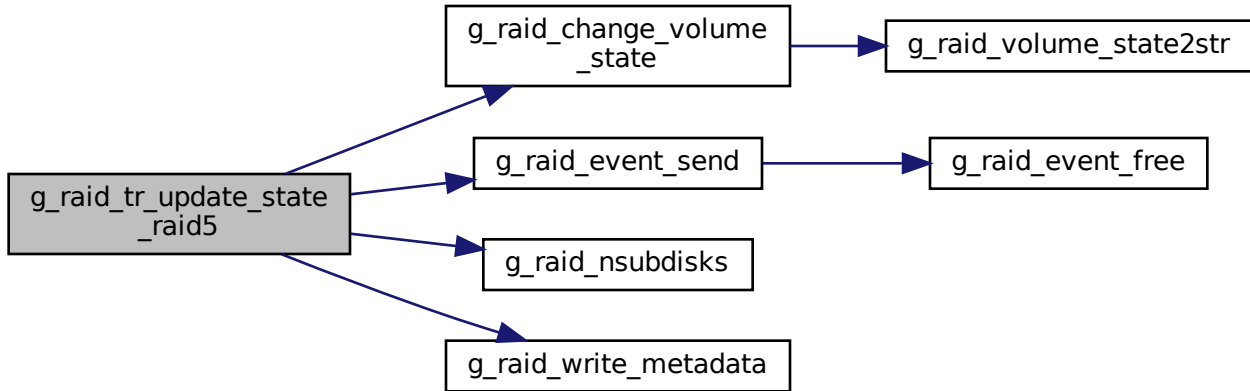 g_raid_change_volume
_state
g_raid_volume_state2str
g_raid_event_send
g_raid_event_free
g_raid_tr_update_state
_raid5
g_raid_nsubdisks
g_raid_write_metadata